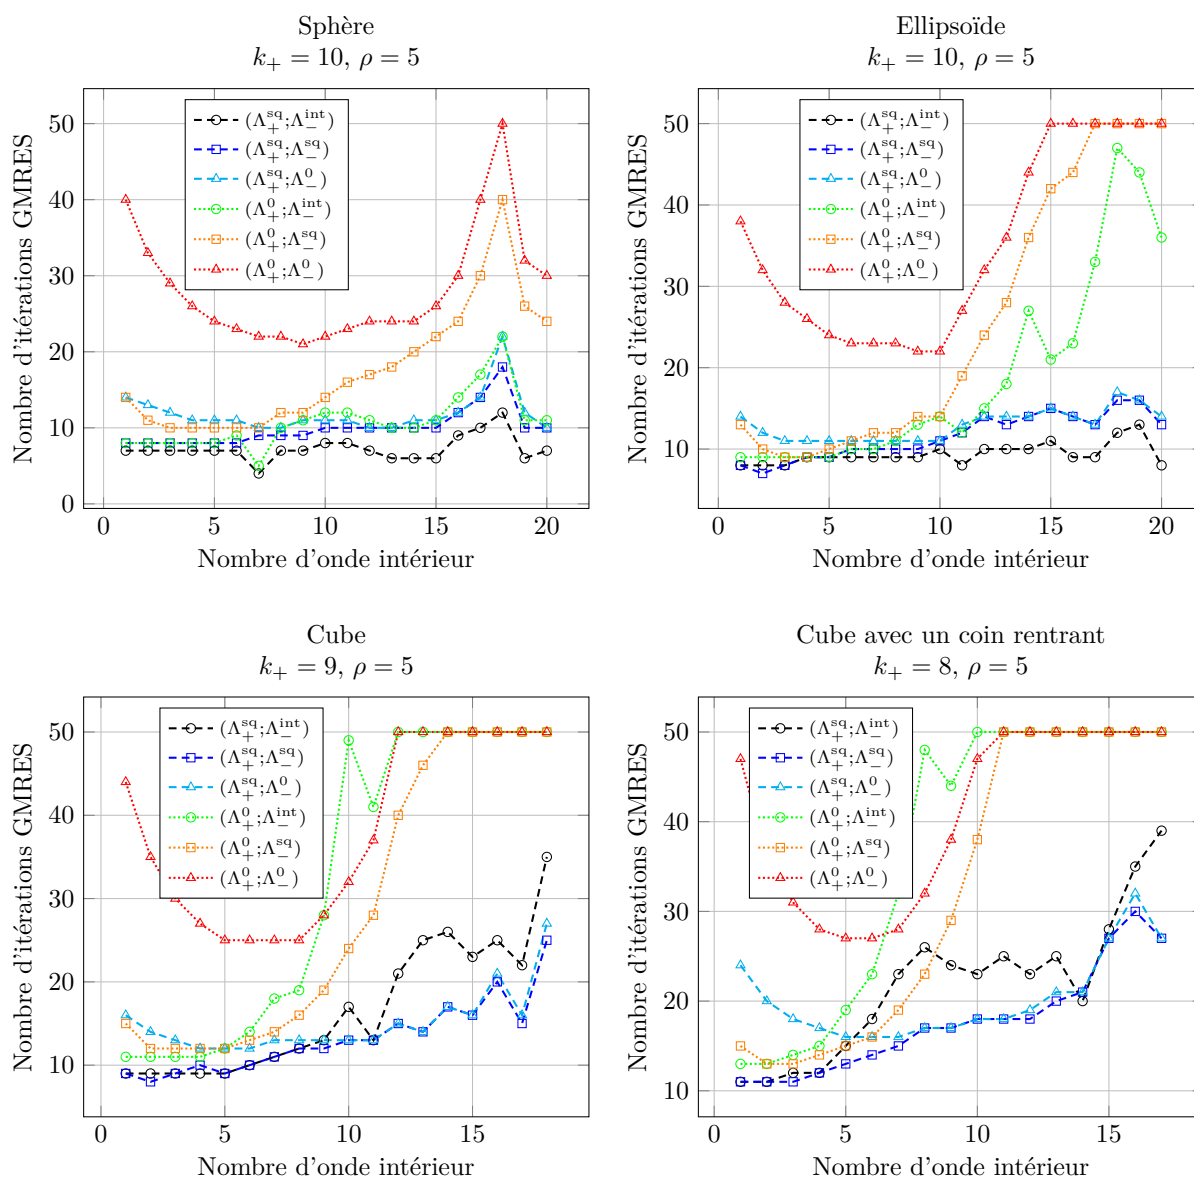 Sphère
k₊ = 10, ρ = 5
Nombre d'itérations GMRES
50
40
30
20
10
0
(Λ₊^sq;Λ₋^int)
(Λ₊^sq;Λ₋^sq)
(Λ₊^sq;Λ₋^0)
(Λ₊^0;Λ₋^int)
(Λ₊^0;Λ₋^sq)
(Λ₊^0;Λ₋^0)
0 5 10 15 20
Nombre d'onde intérieur
Ellipsoïde
k₊ = 10, ρ = 5
Nombre d'itérations GMRES
50
40
30
20
10
(Λ₊^sq;Λ₋^int)
(Λ₊^sq;Λ₋^sq)
(Λ₊^sq;Λ₋^0)
(Λ₊^0;Λ₋^int)
(Λ₊^0;Λ₋^sq)
(Λ₊^0;Λ₋^0)
0 5 10 15 20
Nombre d'onde intérieur
Cube
k₊ = 9, ρ = 5
Nombre d'itérations GMRES
50
40
30
20
10
(Λ₊^sq;Λ₋^int)
(Λ₊^sq;Λ₋^sq)
(Λ₊^sq;Λ₋^0)
(Λ₊^0;Λ₋^int)
(Λ₊^0;Λ₋^sq)
(Λ₊^0;Λ₋^0)
0 5 10 15
Nombre d'onde intérieur
Cube avec un coin rentrant
k₊ = 8, ρ = 5
Nombre d'itérations GMRES
50
40
30
20
10
(Λ₊^sq;Λ₋^int)
(Λ₊^sq;Λ₋^sq)
(Λ₊^sq;Λ₋^0)
(Λ₊^0;Λ₋^int)
(Λ₊^0;Λ₋^sq)
(Λ₊^0;Λ₋^0)
0 5 10 15
Nombre d'onde intérieur